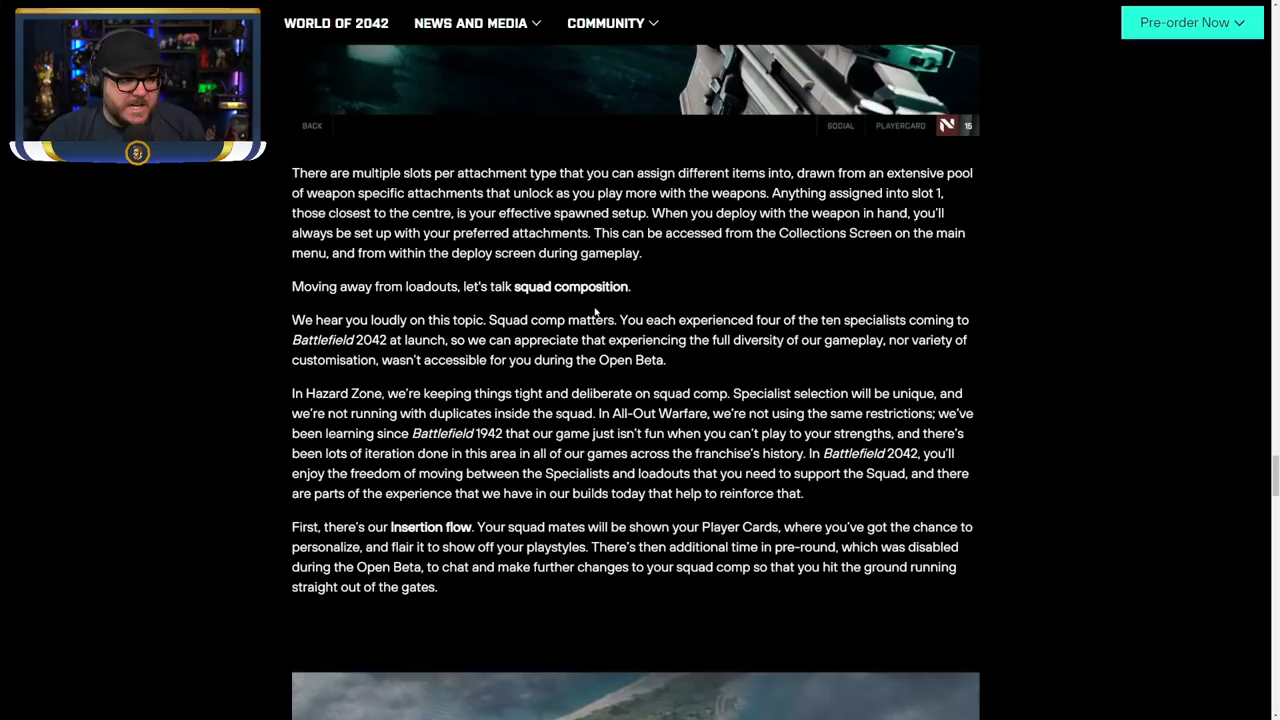 WORLD OF 2042 NEWS AND MEDIA COMMUNITY Pre-order Now
BACK SOCIAL PLAYERCARD 15
There are multiple slots per attachment type that you can assign different items into, drawn from an extensive pool
of weapon specific attachments that unlock as you play more with the weapons. Anything assigned into slot 1,
those closest to the centre, is your effective spawned setup. When you deploy with the weapon in hand, you'll
always be set up with your preferred attachments. This can be accessed from the Collections Screen on the main
menu, and from within the deploy screen during gameplay.
Moving away from loadouts, let's talk squad composition.
We hear you loudly on this topic. Squad comp matters. You each experienced four of the ten specialists coming to
Battlefield 2042 at launch, so we can appreciate that experiencing the full diversity of our gameplay, nor variety of
customisation, wasn't accessible for you during the Open Beta.
In Hazard Zone, we're keeping things tight and deliberate on squad comp. Specialist selection will be unique, and
we're not running with duplicates inside the squad. In All-Out Warfare, we're not using the same restrictions; we've
been learning since Battlefield 1942 that our game just isn't fun when you can't play to your strengths, and there's
been lots of iteration done in this area in all of our games across the franchise's history. In Battlefield 2042, you'll
enjoy the freedom of moving between the Specialists and loadouts that you need to support the Squad, and there
are parts of the experience that we have in our builds today that help to reinforce that.
First, there's our Insertion flow. Your squad mates will be shown your Player Cards, where you've got the chance to
personalize, and flair it to show off your playstyles. There's then additional time in pre-round, which was disabled
during the Open Beta, to chat and make further changes to your squad comp so that you hit the ground running
straight out of the gates.